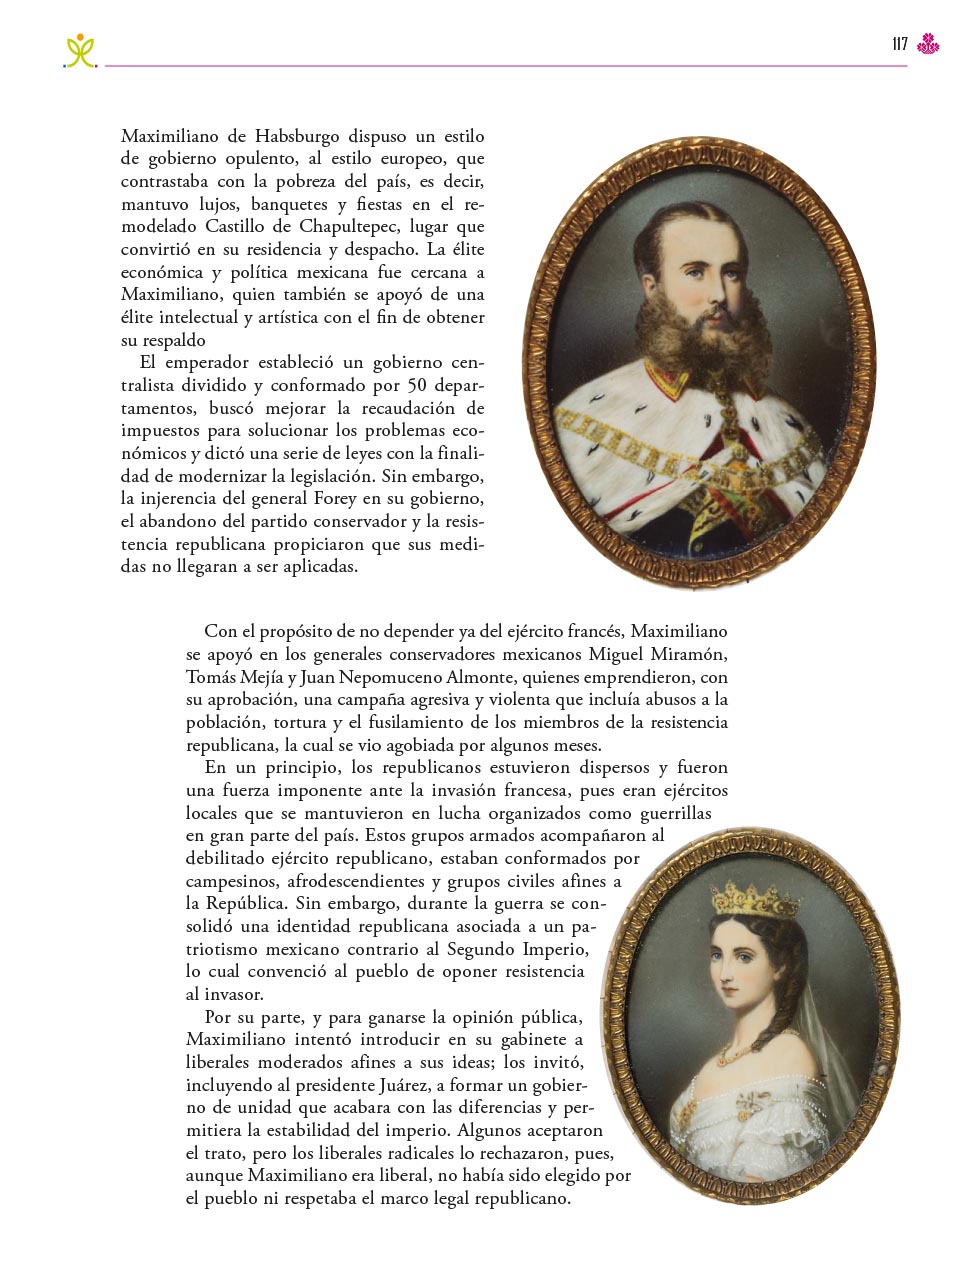 117
Maximiliano de Habsburgo dispuso un estilo
de gobierno opulento, al estilo europeo, que
contrastaba con la pobreza del país, es decir,
mantuvo lujos, banquetes y fiestas en el re-
modelado Castillo de Chapultepec, lugar que
convirtió en su residencia y despacho. La élite
económica y política mexicana fue cercana a
Maximiliano, quien también se apoyó de una
élite intelectual y artística con el fin de obtener
su respaldo
El emperador estableció un gobierno cen-
tralista dividido y conformado por 50 depar-
tamentos, buscó mejorar la recaudación de
impuestos para solucionar los problemas eco-
nómicos y dictó una serie de leyes con la finali-
dad de modernizar la legislación. Sin embargo,
la injerencia del general Forey en su gobierno,
el abandono del partido conservador y la resis-
tencia republicana propiciaron que sus medi-
das no llegaran a ser aplicadas.
Con el propósito de no depender ya del ejército francés, Maximiliano
se apoyó en los generales conservadores mexicanos Miguel Miramón,
Tomás Mejía y Juan Nepomuceno Almonte, quienes emprendieron, con
su aprobación, una campaña agresiva y violenta que incluía abusos a la
población, tortura y el fusilamiento de los miembros de la resistencia
republicana, la cual se vio agobiada por algunos meses.
En un principio, los republicanos estuvieron dispersos y fueron
una fuerza imponente ante la invasión francesa, pues eran ejércitos
locales que se mantuvieron en lucha organizados como guerrillas
en gran parte del país. Estos grupos armados acompañaron al
debilitado ejército republicano, estaban conformados por
campesinos, afrodescendientes y grupos civiles afines a
la República. Sin embargo, durante la guerra se con-
solidó una identidad republicana asociada a un pa-
triotismo mexicano contrario al Segundo Imperio,
lo cual convenció al pueblo de oponer resistencia
al invasor.
Por su parte, y para ganarse la opinión pública,
Maximiliano intentó introducir en su gabinete a
liberales moderados afines a sus ideas; los invitó,
incluyendo al presidente Juárez, a formar un gobier-
no de unidad que acabara con las diferencias y per-
mitiera la estabilidad del imperio. Algunos aceptaron
el trato, pero los liberales radicales lo rechazaron, pues,
aunque Maximiliano era liberal, no había sido elegido por
el pueblo ni respetaba el marco legal republicano.